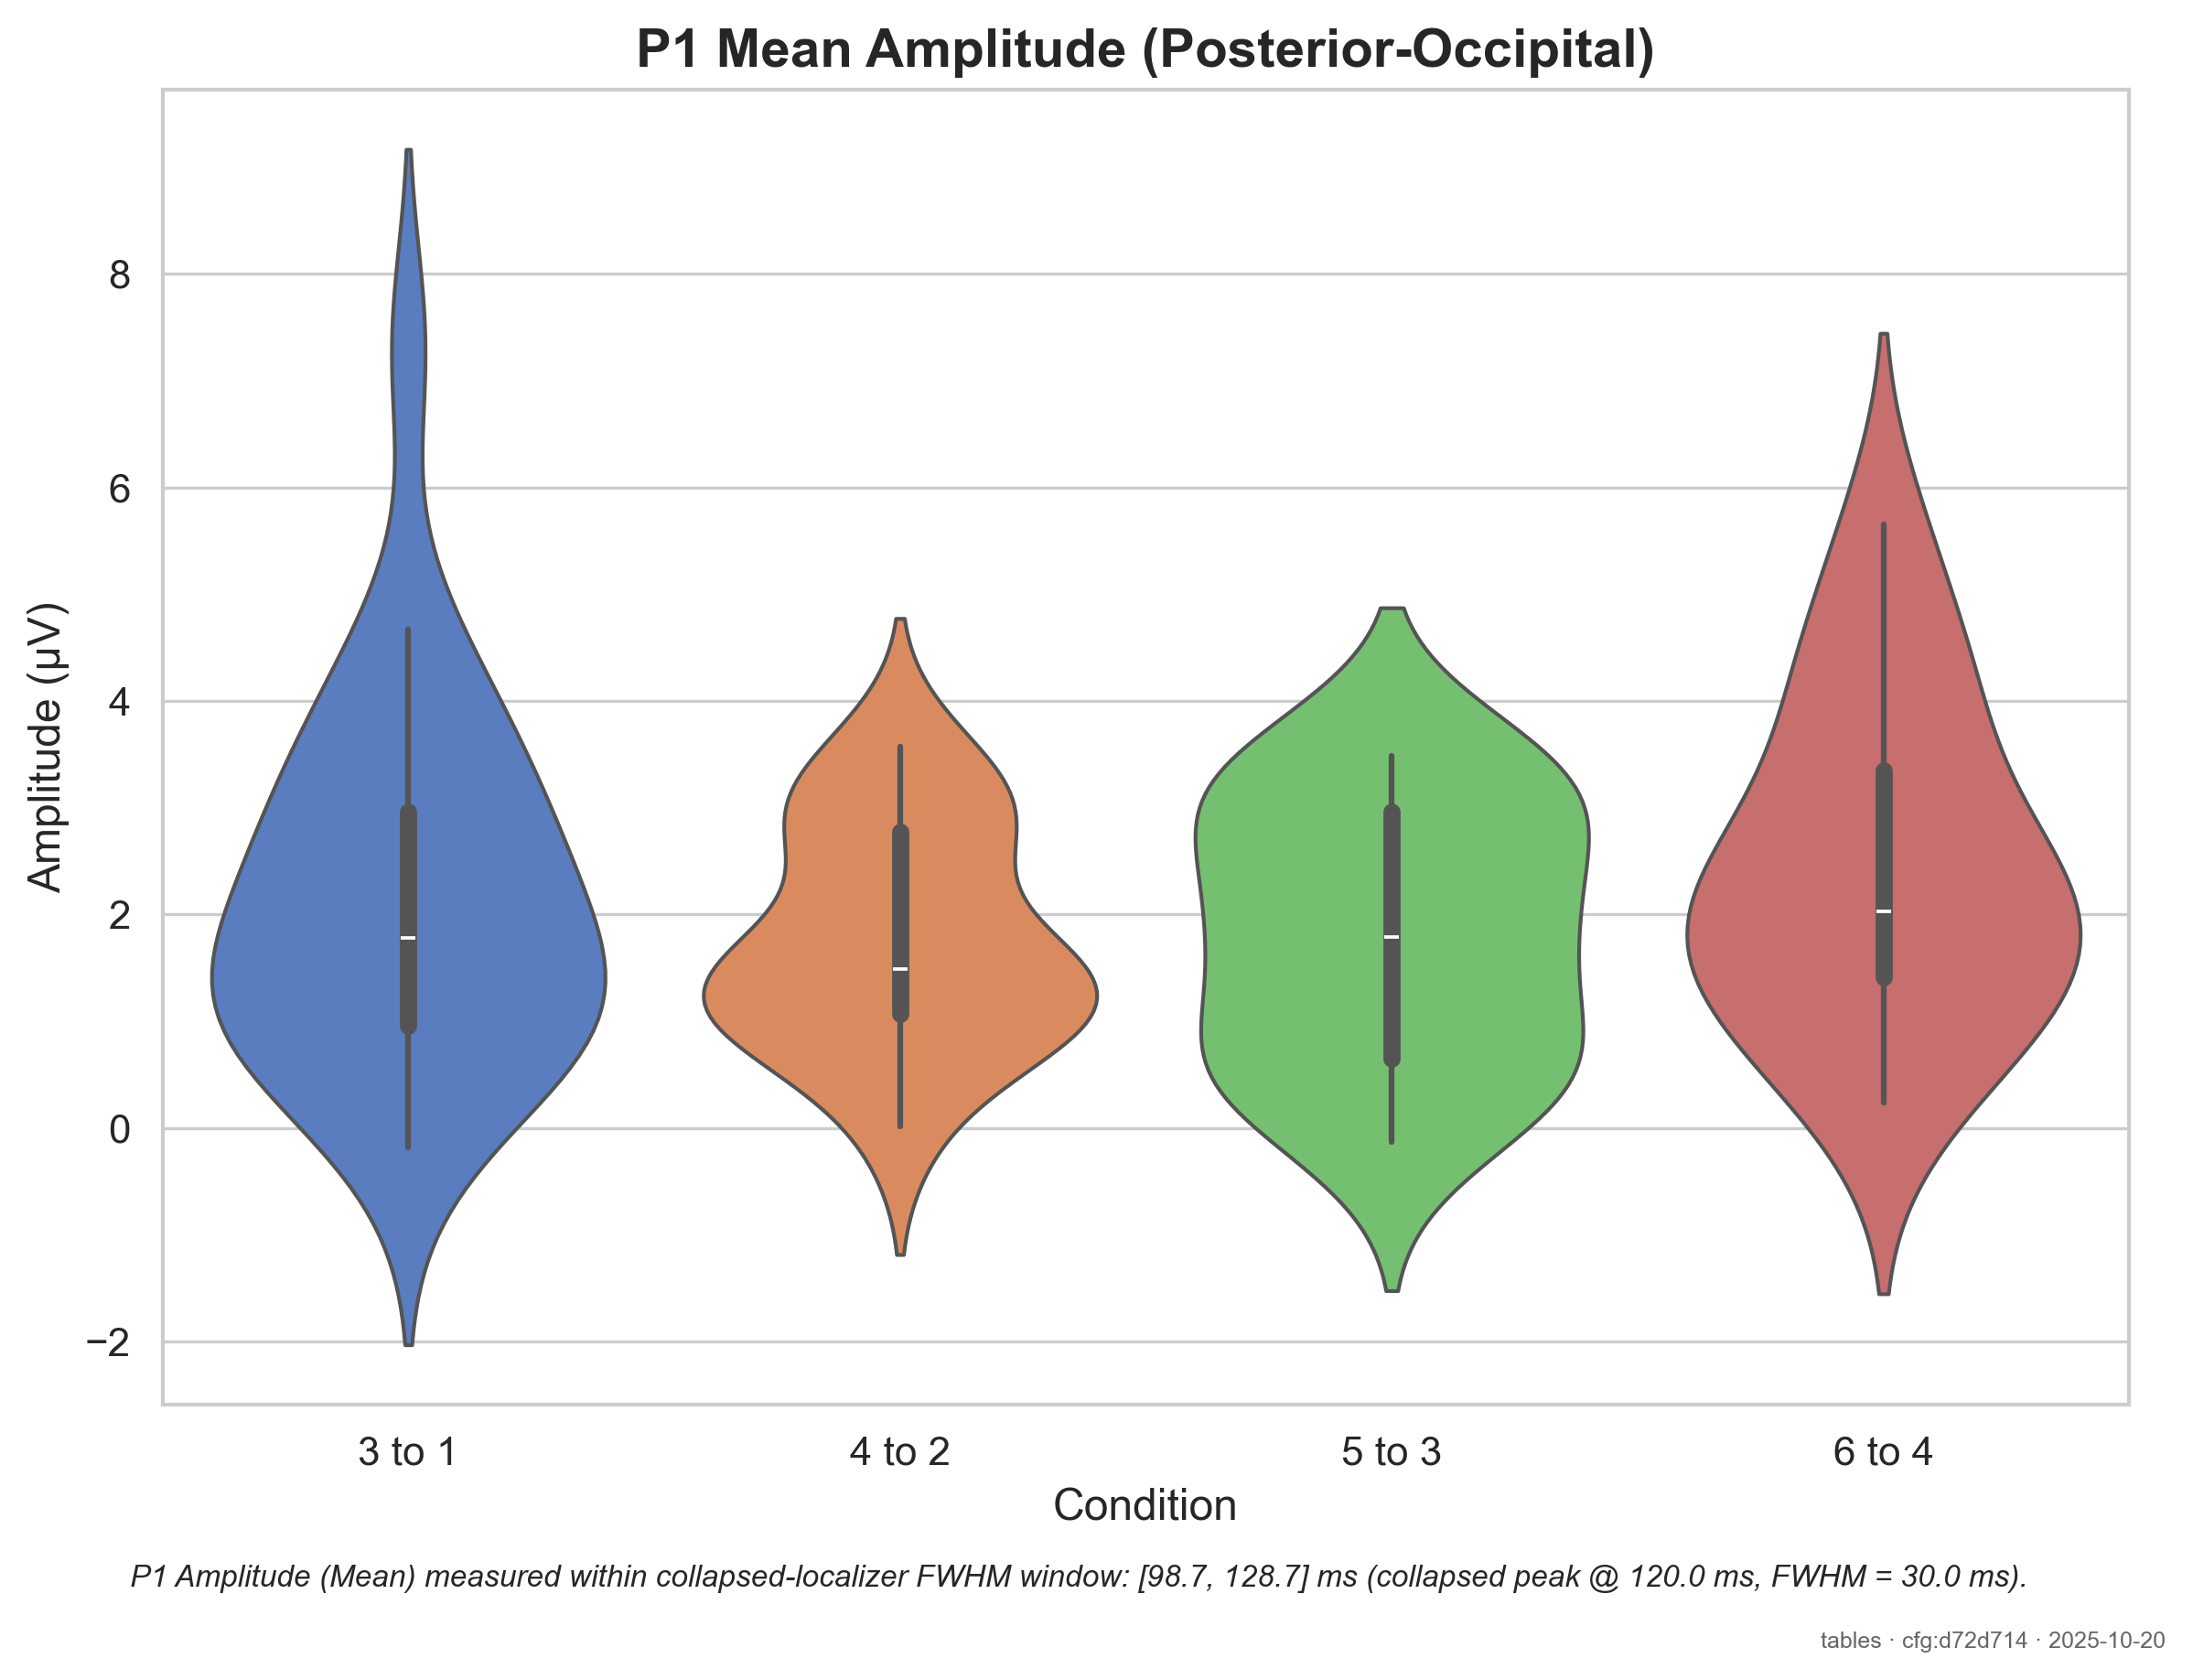 P1 Mean Amplitude (Posterior-Occipital)
Amplitude (µV)
8
6
4
2
0
−2
3 to 1
4 to 2
5 to 3
6 to 4
Condition
P1 Amplitude (Mean) measured within collapsed-localizer FWHM window: [98.7, 128.7] ms (collapsed peak @ 120.0 ms, FWHM = 30.0 ms).
tables · cfg:d72d714 · 2025-10-20